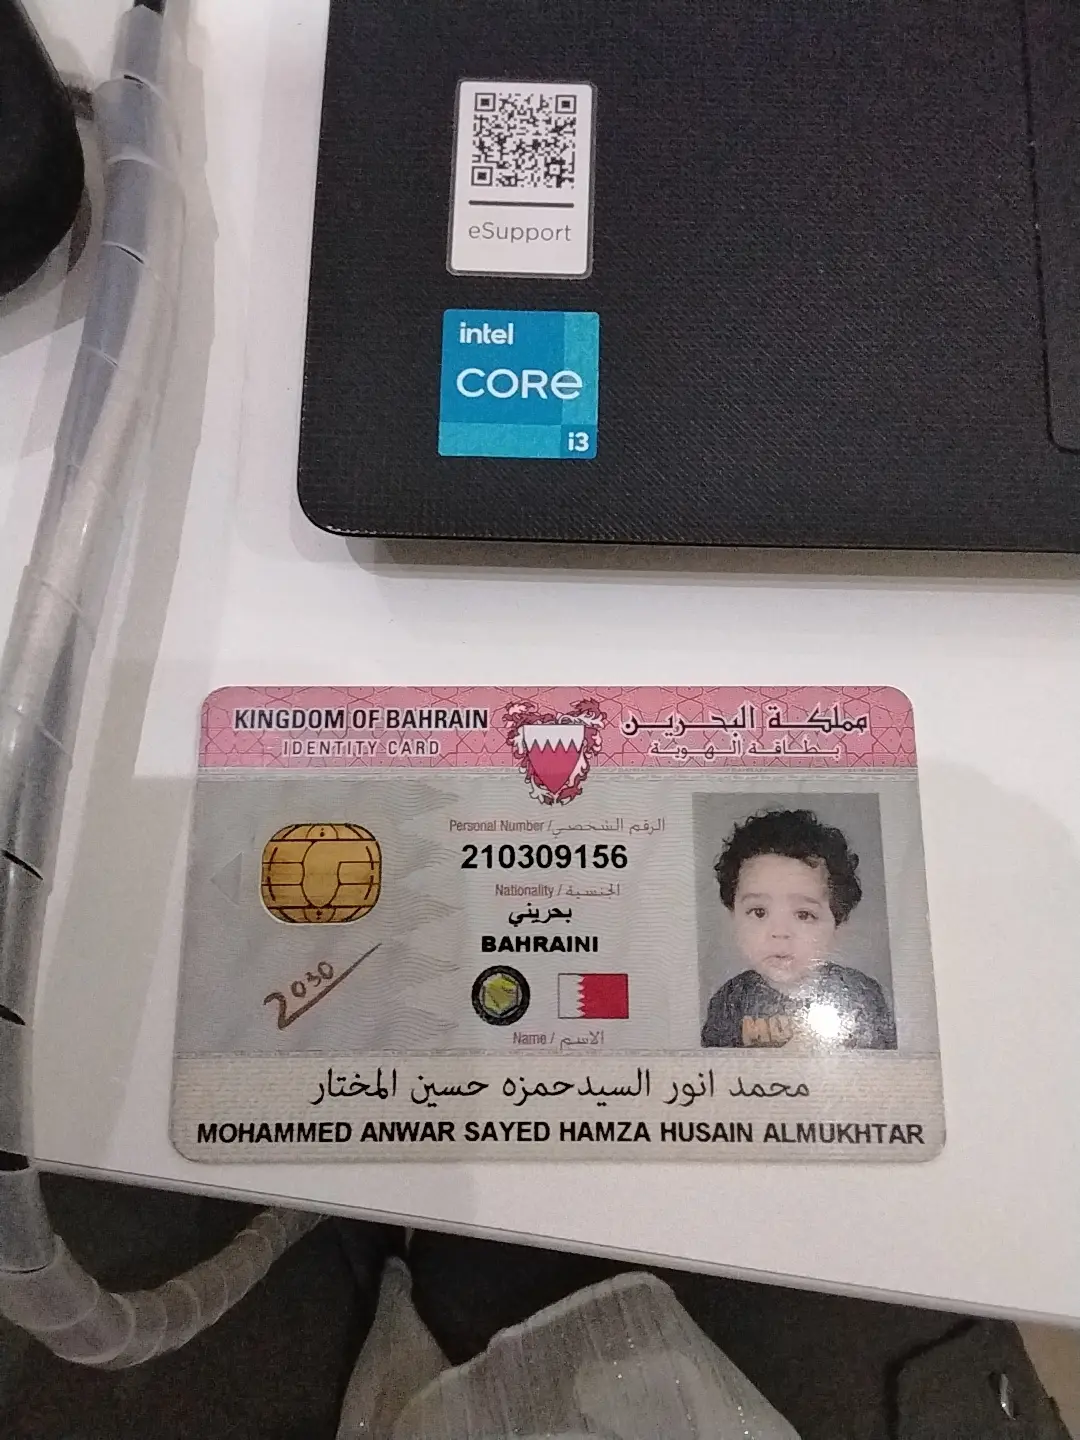 eSupport
intel
CORE
i3
KINGDOM OF BAHRAIN
مملكة البحرين
IDENTITY CARD
بطاقة الهوية
Personal Number / الرقم الشخصي
210309156
Nationality / الجنسية
بحريني
BAHRAINI
2030
Name / الاسم
محمد انور السيدحمزه حسين المختار
MOHAMMED ANWAR SAYED HAMZA HUSAIN ALMUKHTAR